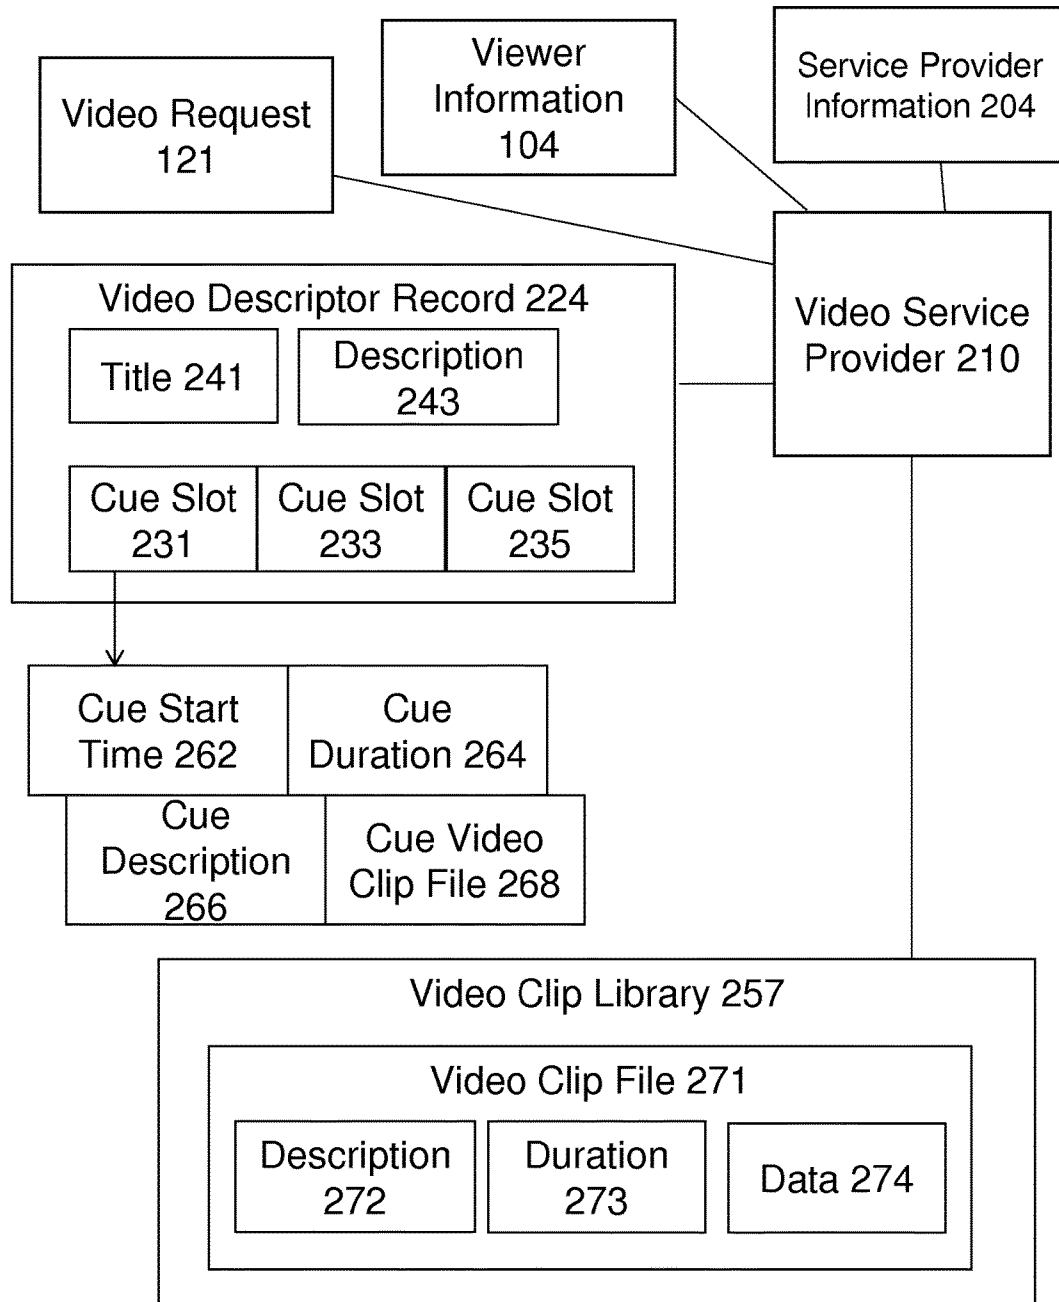 Video Request
121
Viewer
Information
104
Service Provider
Information 204
Video Service
Provider 210
Video Descriptor Record 224
Title 241
Description
243
Cue Slot
231
Cue Slot
233
Cue Slot
235
Cue Start
Time 262
Cue
Duration 264
Cue
Description
266
Cue Video
Clip File 268
Video Clip Library 257
Video Clip File 271
Description
272
Duration
273
Data 274